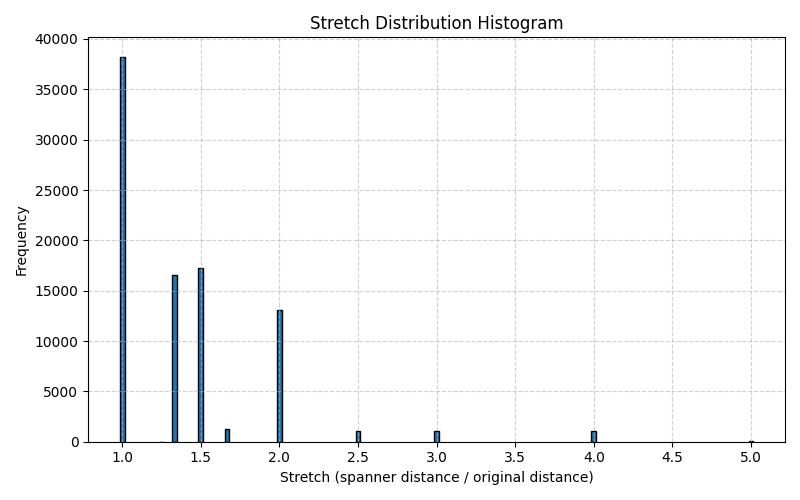 Stretch Distribution Histogram
40000
35000
30000
25000
20000
15000
10000
5000
0
Frequency
1.0 1.5 2.0 2.5 3.0 3.5 4.0 4.5 5.0
Stretch (spanner distance / original distance)